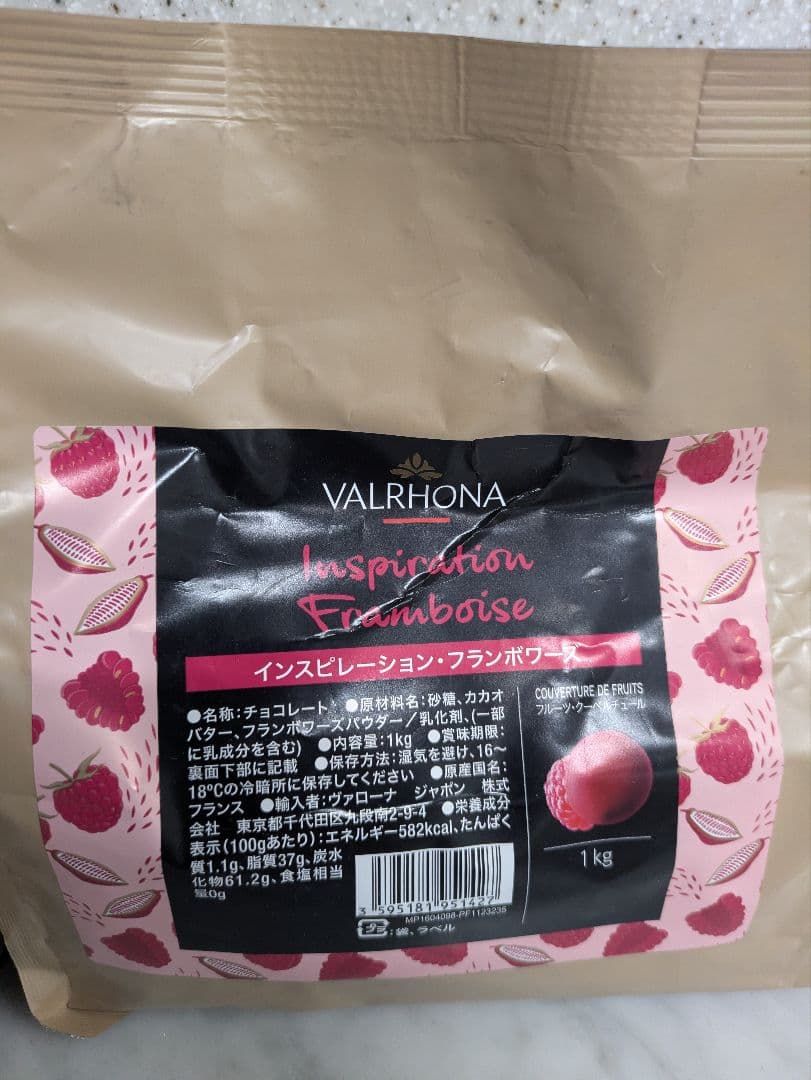 VALRHONA
Inspiration
Framboise
インスピレーション・フランボワーズ
●名称：チョコレート ●原材料名：砂糖、カカオ
バター、フランボワーズパウダー／乳化剤、(一部
に乳成分を含む) ●内容量：1kg ●賞味期限：
裏面下部に記載 ●保存方法：湿気を避け、16～
18℃の冷暗所に保存してください ●原産国名：
フランス ●輸入者：ヴァローナ ジャポン 株式
会社 東京都千代田区九段南2-9-4 ●栄養成分
表示(100gあたり)：エネルギー582kcal、たんぱく
質1.1g、脂質37g、炭水
化物61.2g、食塩相当
量0g
3 595181 951427
MP1604098-PF1123235
プラ：袋、ラベル
COUVERTURE DE FRUITS
フルーツ・クーベルチュール
1kg